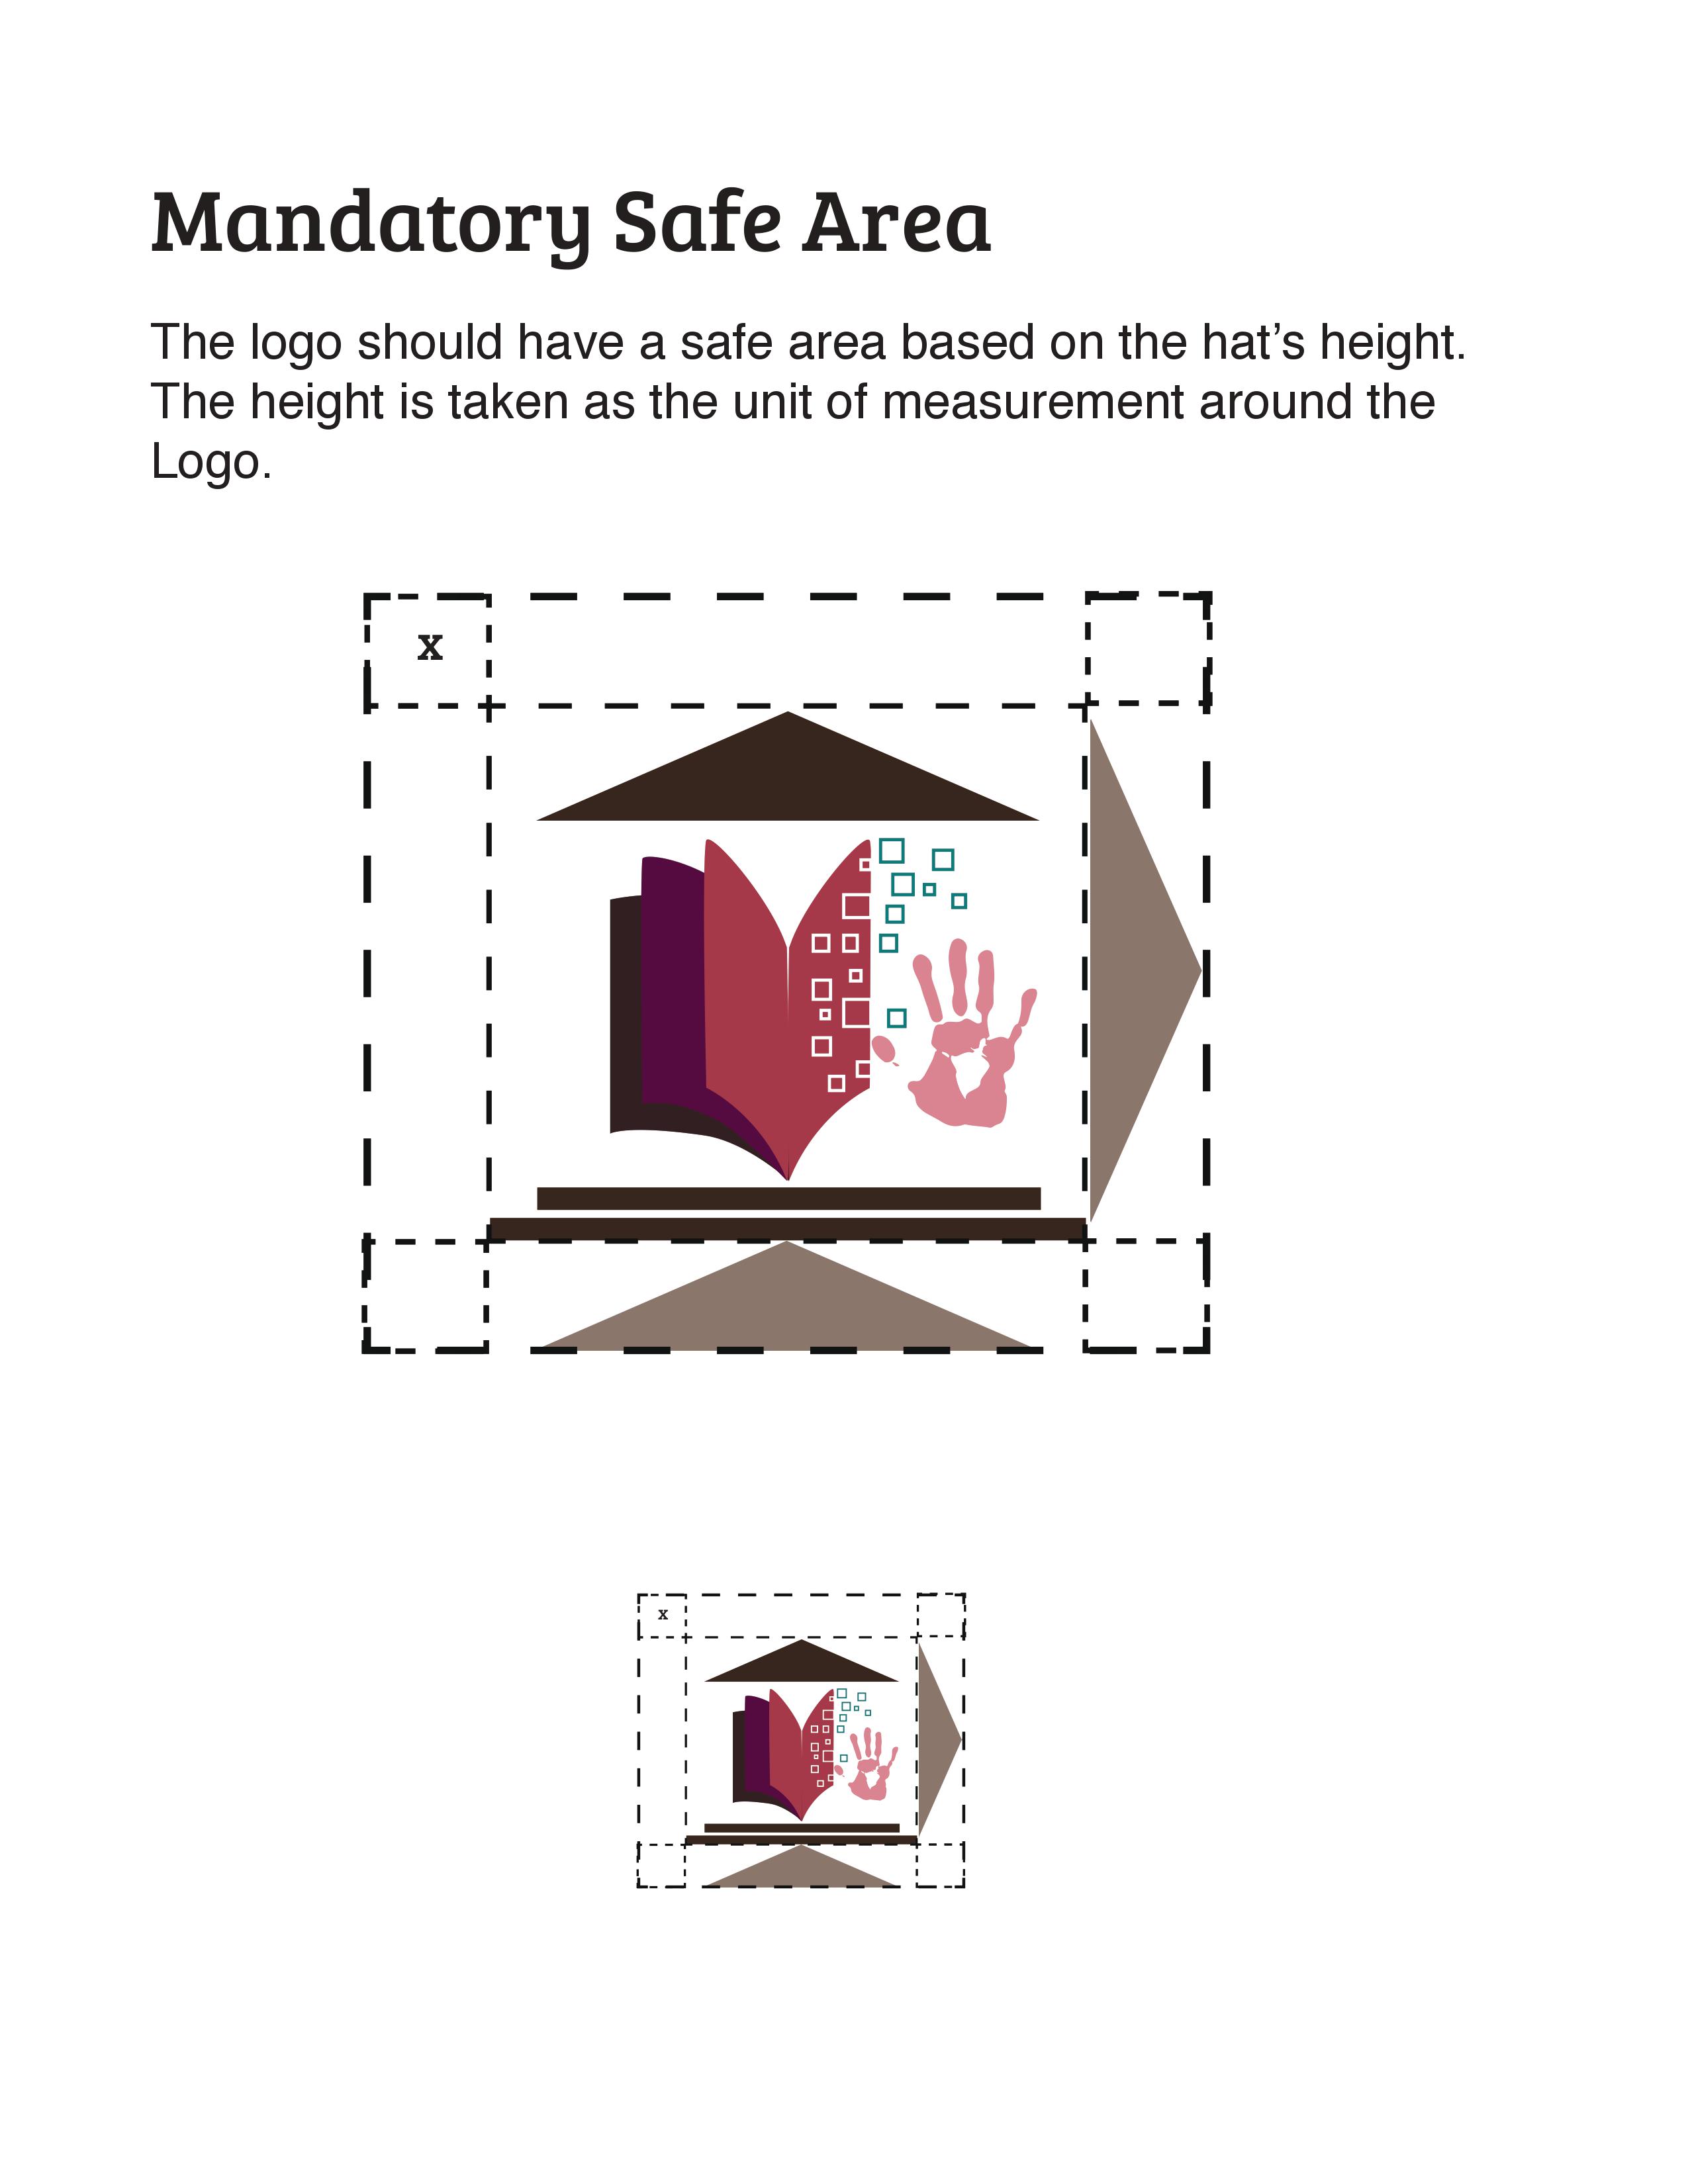 Mandatory Safe Area
The logo should have a safe area based on the hat’s height.
The height is taken as the unit of measurement around the
Logo.
x
x